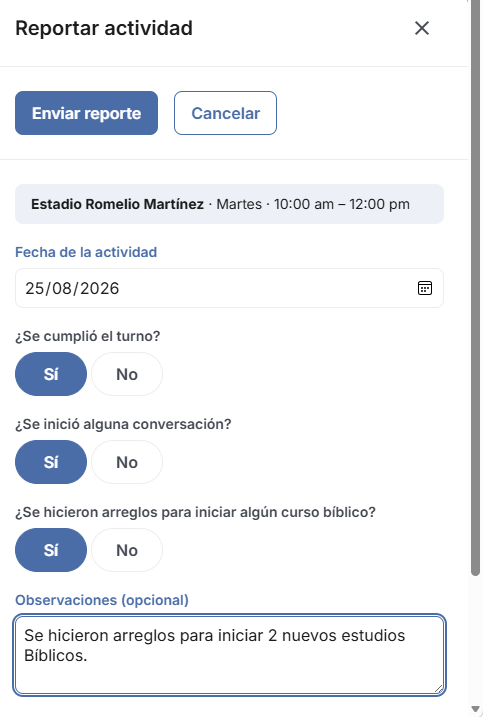 Reportar actividad
Enviar reporte
Cancelar
Estadio Romelio Martínez · Martes · 10:00 am – 12:00 pm
Fecha de la actividad
25/08/2026
¿Se cumplió el turno?
Sí
No
¿Se inició alguna conversación?
Sí
No
¿Se hicieron arreglos para iniciar algún curso bíblico?
Sí
No
Observaciones (opcional)
Se hicieron arreglos para iniciar 2 nuevos estudios
Bíblicos.